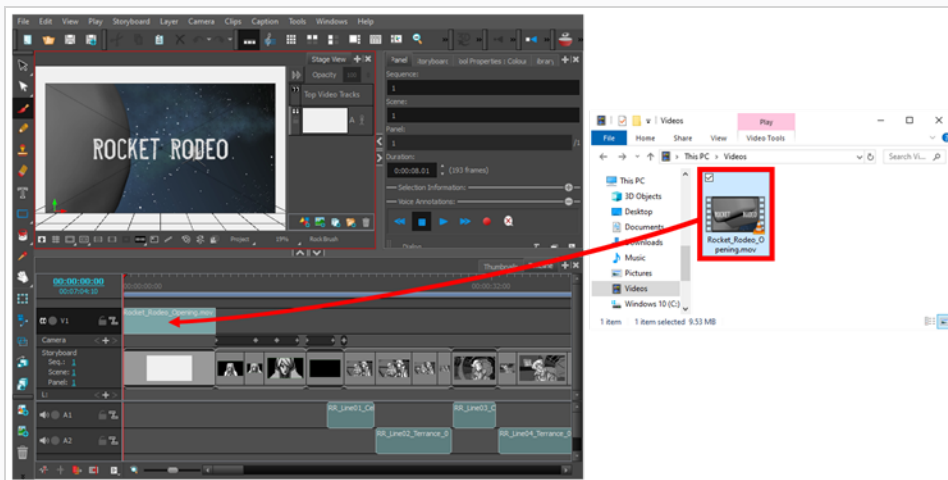 File Edit View Play Storyboard Layer Camera Clips Caption Tools Windows Help
Stage View
Opacity
Top Video Tracks
A
ROCKET RODEO
Project
Panel
Sequence:
1
Scene:
1
Panel:
1
/1
Duration:
0:00:08.01 (193 frames)
Selection Information:
Voice Annotations:
Timeline
00:00:00:00
00:07:04:10
00:00:00:00
00:00:32:00
V1
Rocket_Rodeo_Opening.mov
Camera
Storyboard
Seq.: 1
Scene: 1
Panel: 1
L:
A1
RR_Line01_Ce
RR_Line03_C
A2
RR_Line02_Terrance_0
RR_Line04_Terrance_0
Videos
Play
File Home Share View Video Tools
This PC > Videos
Search Vi...
This PC
3D Objects
Desktop
Documents
Downloads
Music
Pictures
Videos
Windows 10 (C:)
Rocket_Rodeo_O
pening.mov
1 item 1 item selected 9.53 MB